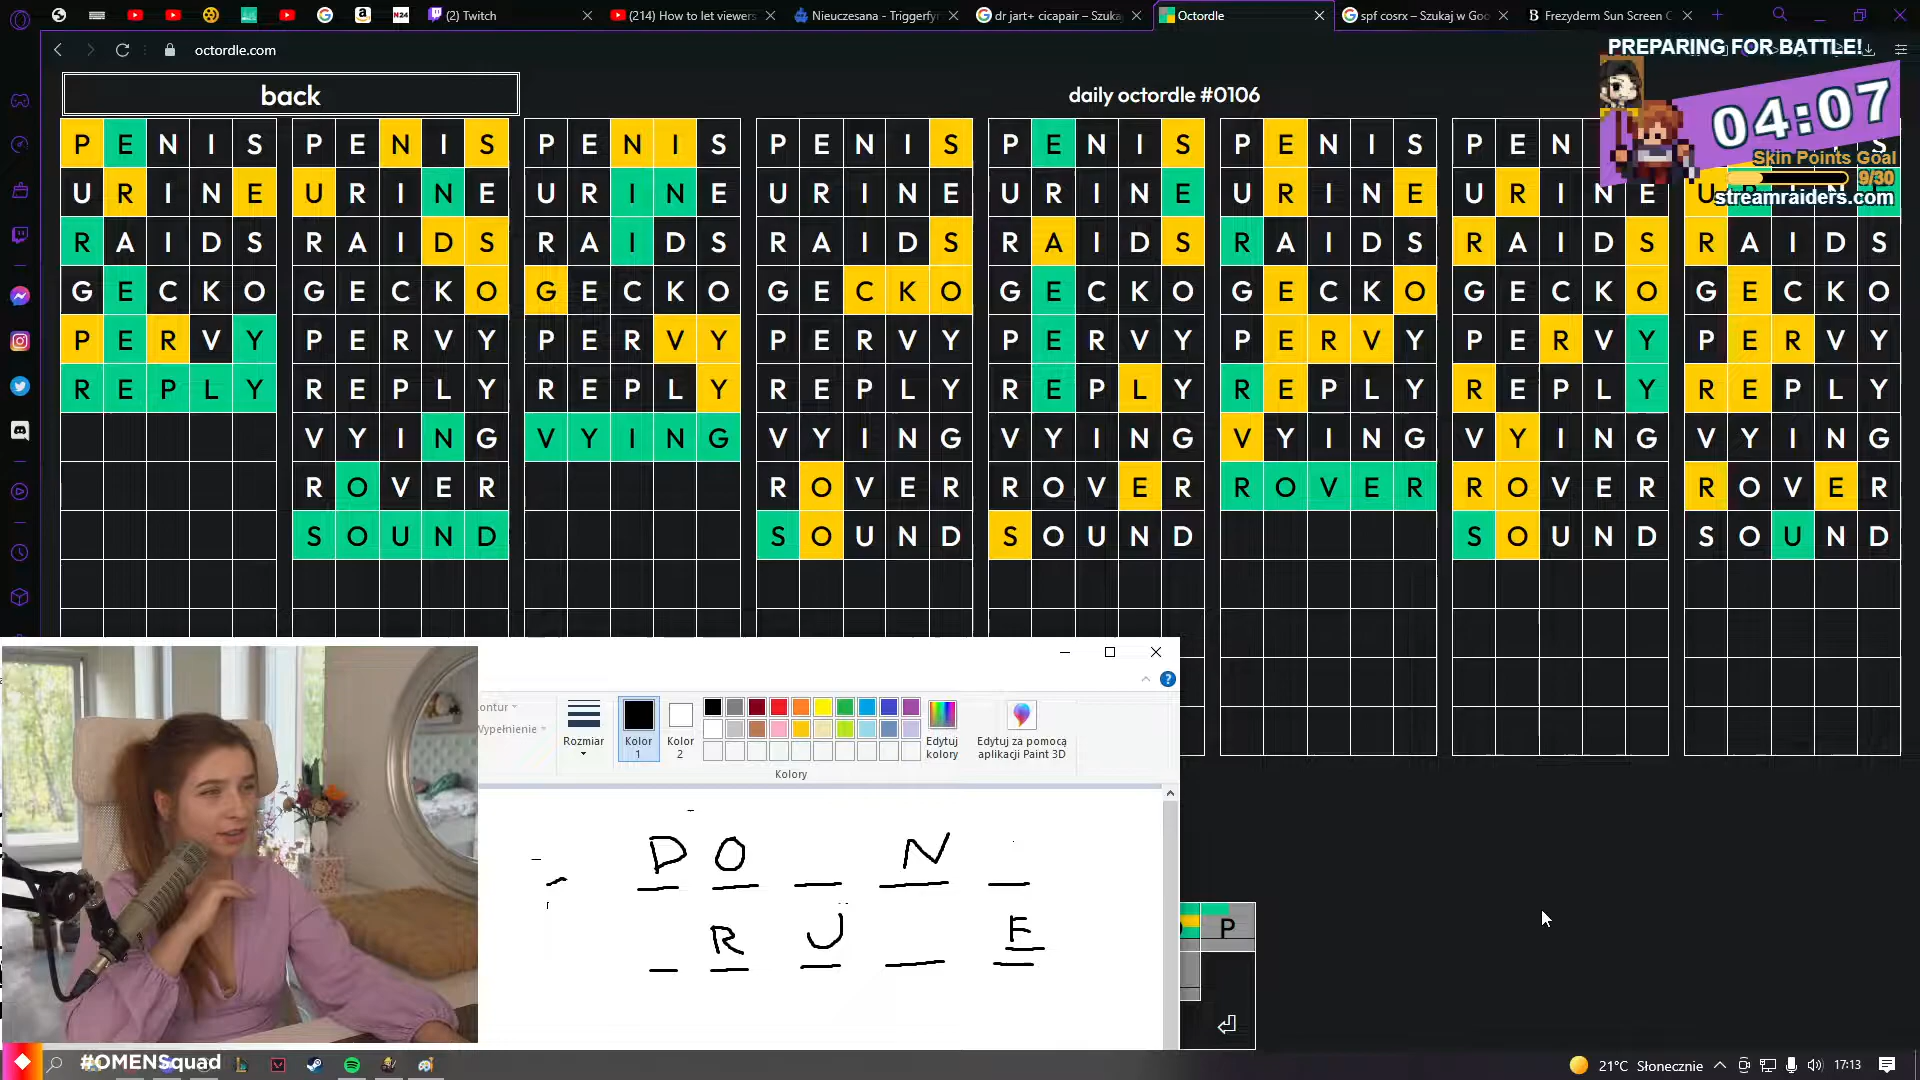 (2) Twitch
(214) How to let viewers
Nieuczesana - Triggerfyr
dr jart+ cicapair – Szuka
Octordle
spf cosrx – Szukaj w Goo
Frezyderm Sun Screen C
octordle.com
PREPARING FOR BATTLE!
04:07
Skin Points Goal
9/30
streamraiders.com
back
daily octordle #0106
P E N I S P E N I S P E N I S P E N I S P E N I S P E N I S P E N
U R I N E U R I N E U R I N E U R I N E U R I N E U R I N E U R I N E
R A I D S R A I D S R A I D S R A I D S R A I D S R A I D S R A I D S R A I D S
G E C K O G E C K O G E C K O G E C K O G E C K O G E C K O G E C K O G E C K O
P E R V Y P E R V Y P E R V Y P E R V Y P E R V Y P E R V Y P E R V Y P E R V Y
R E P L Y R E P L Y R E P L Y R E P L Y R E P L Y R E P L Y R E P L Y R E P L Y
V Y I N G V Y I N G V Y I N G V Y I N G V Y I N G V Y I N G V Y I N G
R O V E R R O V E R R O V E R R O V E R R O V E R R O V E R
S O U N D S O U N D S O U N D S O U N D S O U N D
Kontur
Wypełnienie
Rozmiar
Kolor 1
Kolor 2
Edytuj kolory
Edytuj za pomocą aplikacji Paint 3D
Kolory
D O _ N _
_ R U _ E
P
#OMENSquad
21°C Słonecznie
17:13